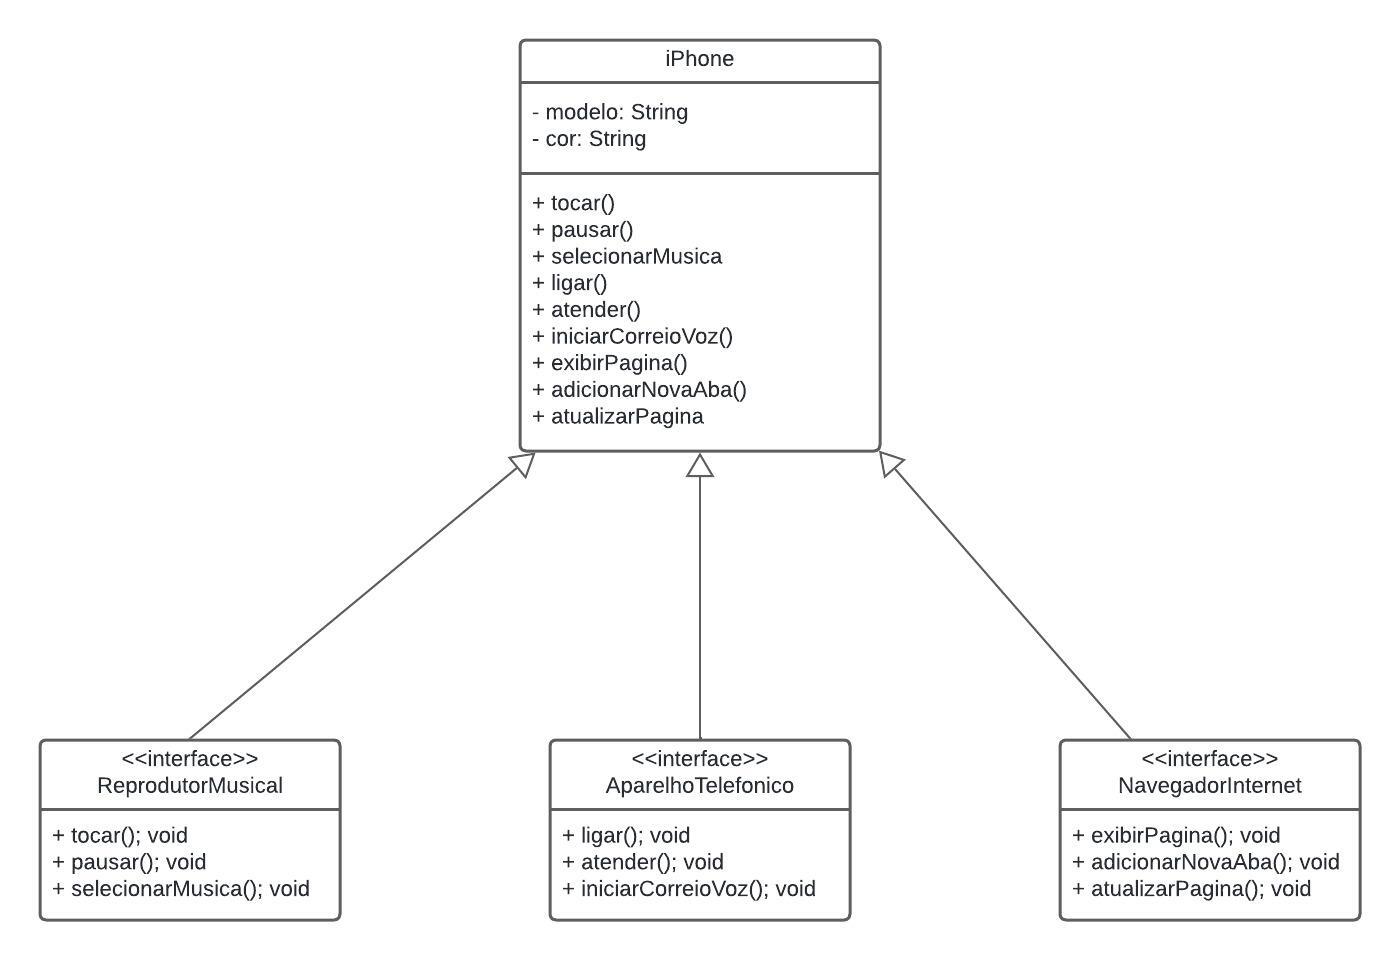 iPhone
- modelo: String
- cor: String
+ tocar()
+ pausar()
+ selecionarMusica
+ ligar()
+ atender()
+ iniciarCorreioVoz()
+ exibirPagina()
+ adicionarNovaAba()
+ atualizarPagina
<<interface>>
ReprodutorMusical
+ tocar(); void
+ pausar(); void
+ selecionarMusica(); void
<<interface>>
AparelhoTelefonico
+ ligar(); void
+ atender(); void
+ iniciarCorreioVoz(); void
<<interface>>
NavegadorInternet
+ exibirPagina(); void
+ adicionarNovaAba(); void
+ atualizarPagina(); void